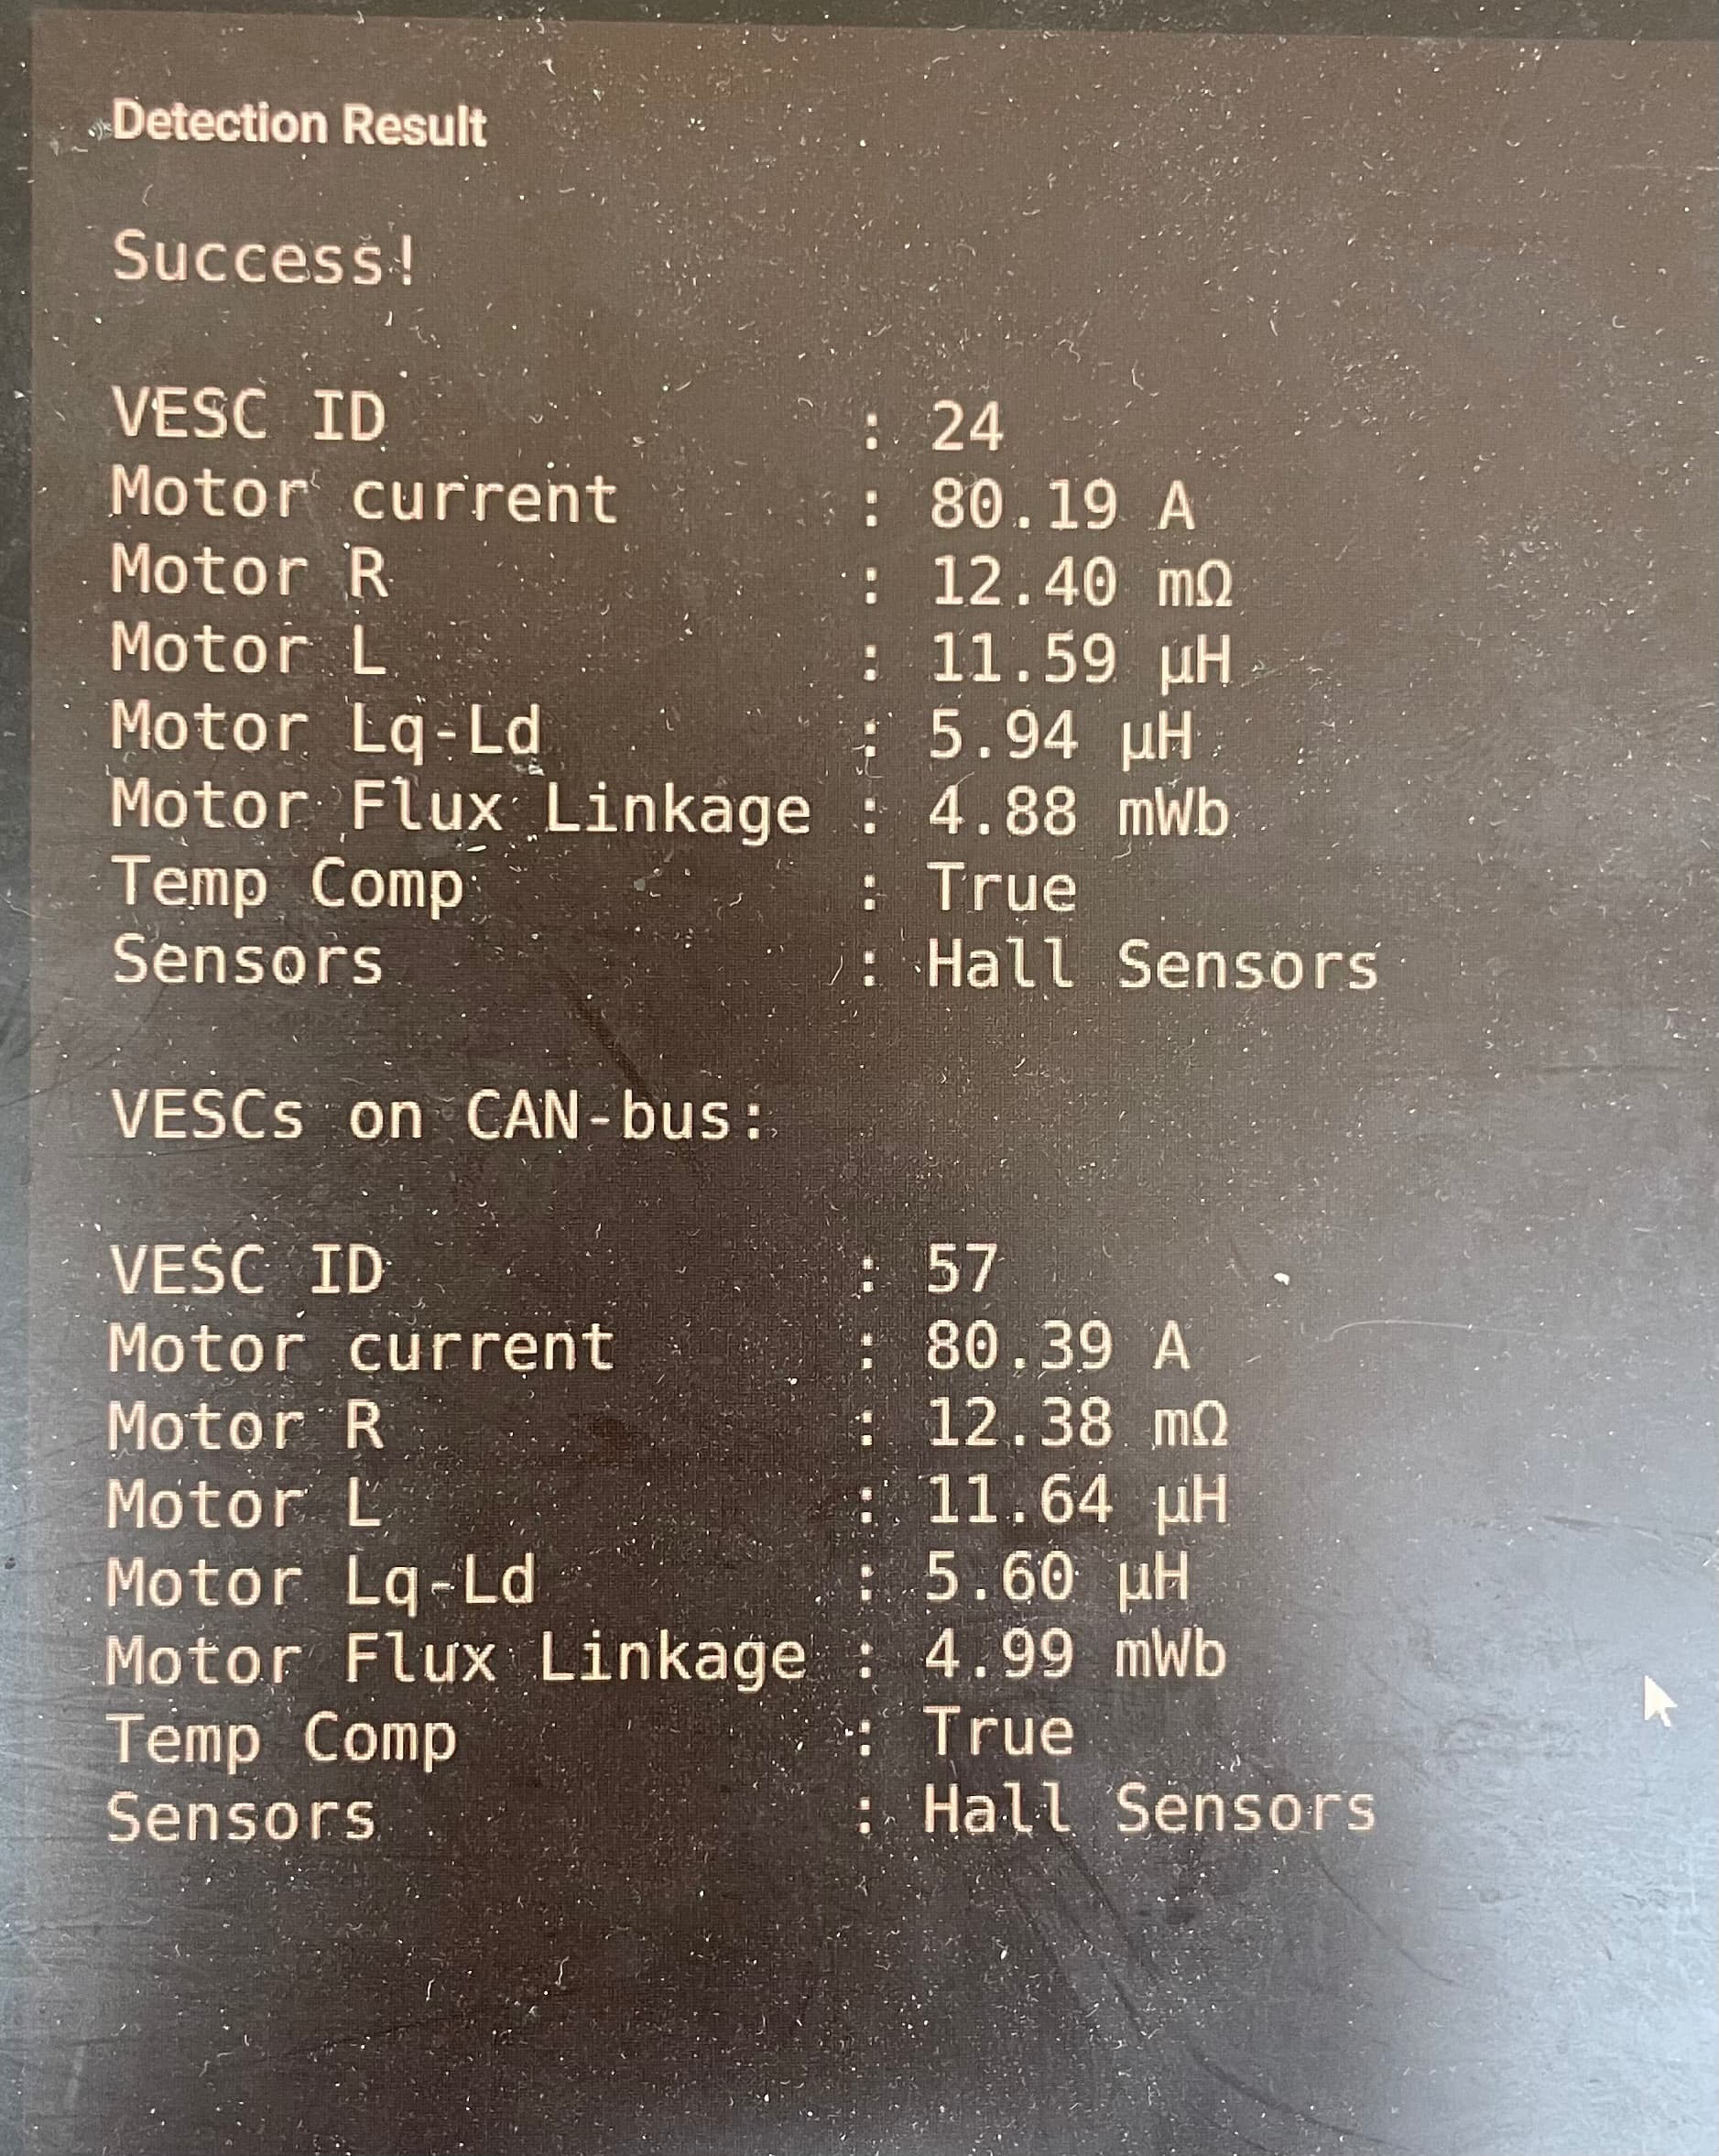 Detection Result
Success!
VESC ID : 24
Motor current : 80.19 A
Motor R : 12.40 mΩ
Motor L : 11.59 µH
Motor Lq-Ld : 5.94 µH
Motor Flux Linkage : 4.88 mWb
Temp Comp : True
Sensors : Hall Sensors
VESCs on CAN-bus:
VESC ID : 57
Motor current : 80.39 A
Motor R : 12.38 mΩ
Motor L : 11.64 µH
Motor Lq-Ld : 5.60 µH
Motor Flux Linkage : 4.99 mWb
Temp Comp : True
Sensors : Hall Sensors